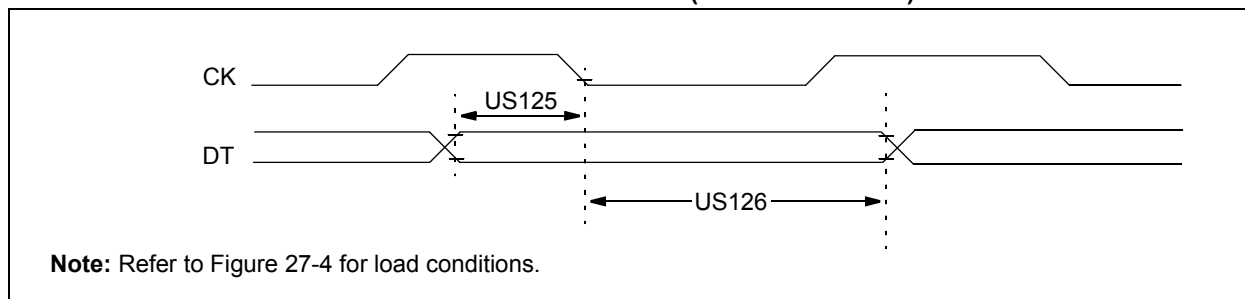 CK
US125
DT
US126
Note: Refer to Figure 27-4 for load conditions.